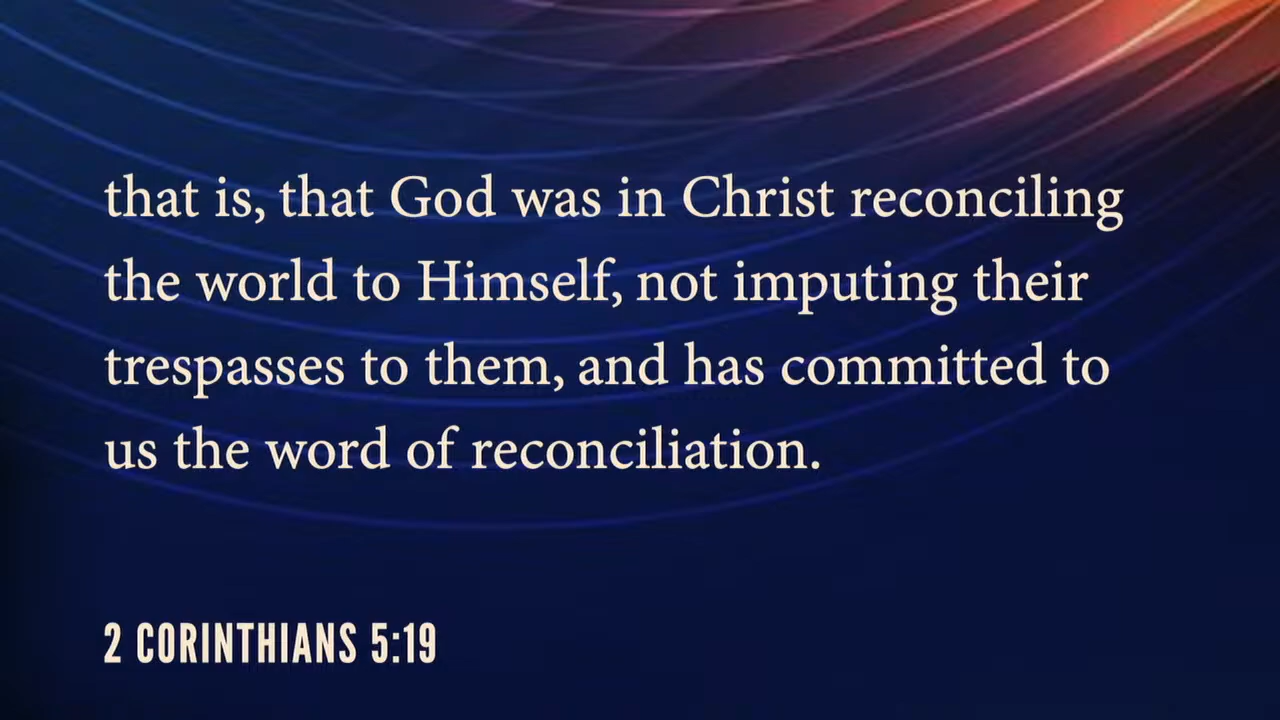 that is, that God was in Christ reconciling
the world to Himself, not imputing their
trespasses to them, and has committed to
us the word of reconciliation.
2 CORINTHIANS 5:19